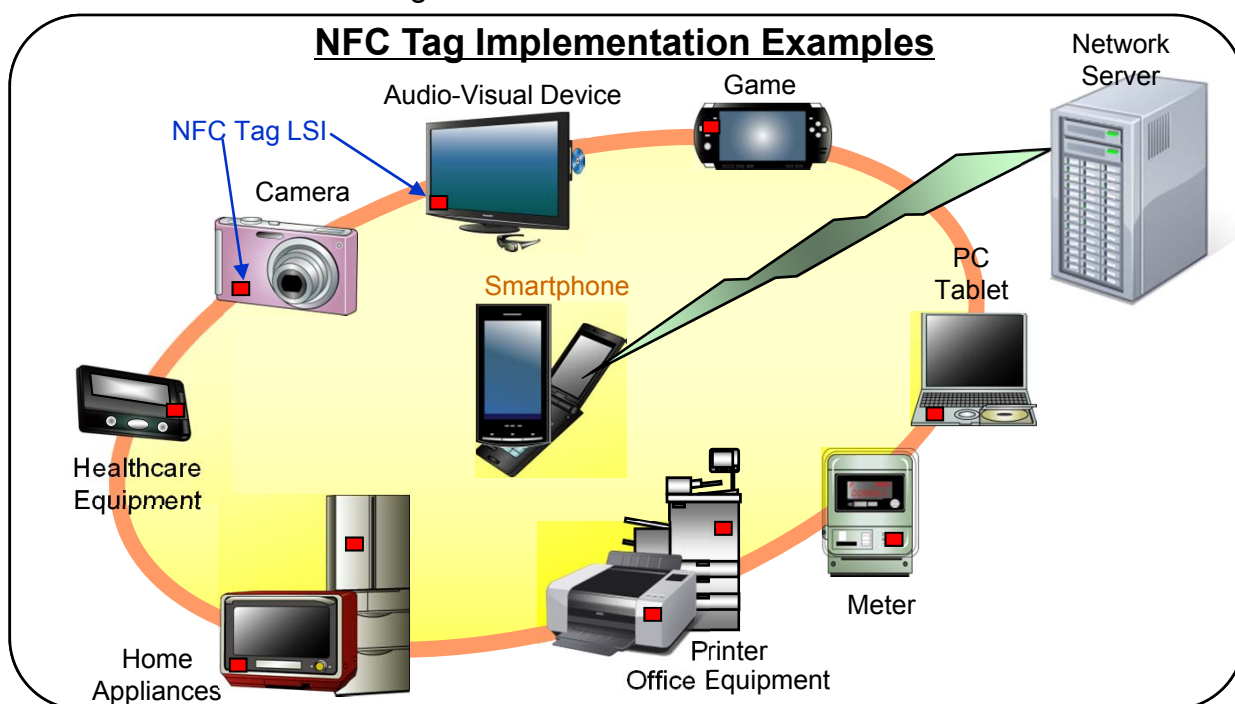 NFC Tag Implementation Examples
Network
Server
Audio-Visual Device
Game
NFC Tag LSI
Camera
PC
Tablet
Smartphone
Healthcare
Equipment
Meter
Home
Appliances
Printer
Office Equipment